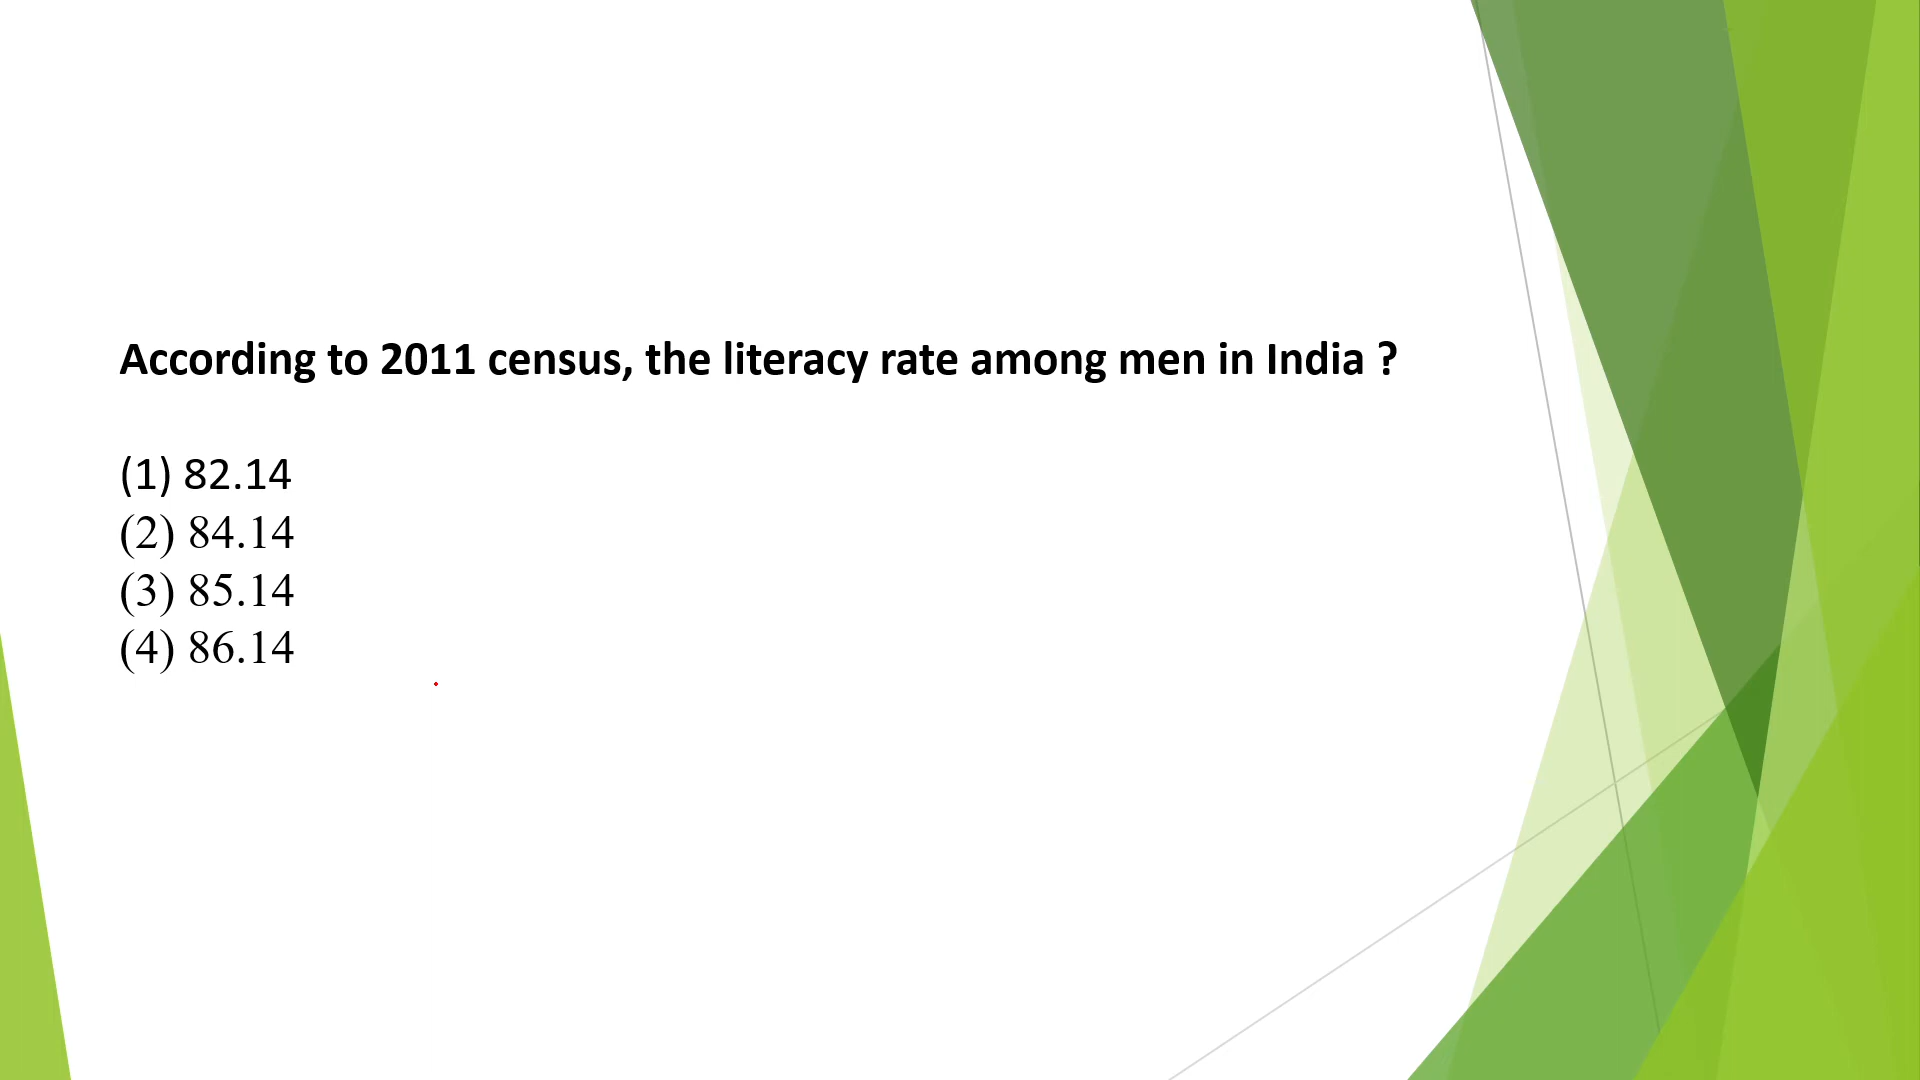 According to 2011 census, the literacy rate among men in India ?
(1) 82.14
(2) 84.14
(3) 85.14
(4) 86.14